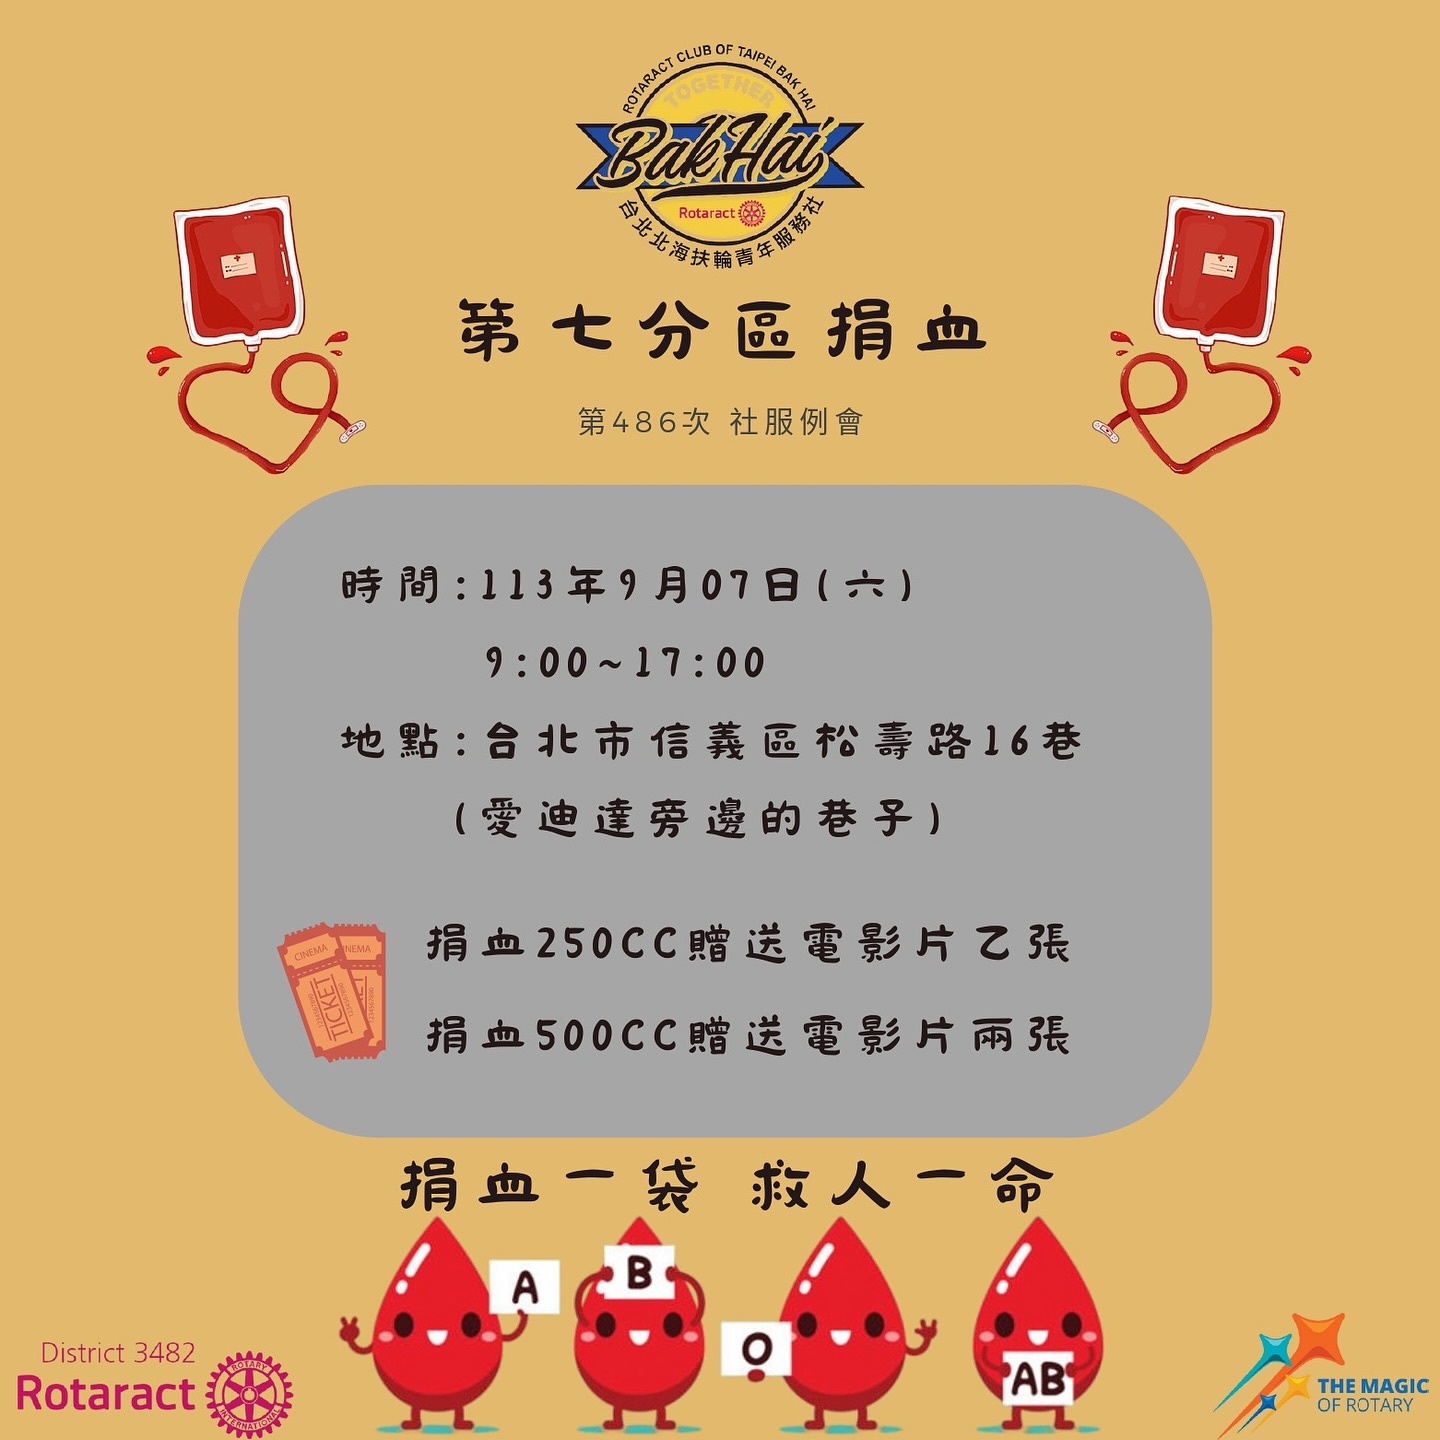 ROTARACT CLUB OF TAIPEI BAK HAI
TOGETHER
Bak Hai
Rotaract
台北北海扶輪青年服務社
第七分區捐血
第486次 社服例會
時間:113年9月07日(六)
9:00~17:00
地點:台北市信義區松壽路16巷
(愛迪達旁邊的巷子)
CINEMA
TICKET
1234567890
捐血250CC贈送電影片乙張
捐血500CC贈送電影片兩張
捐血一袋 救人一命
A
B
O
AB
District 3482
Rotaract
ROTARY
INTERNATIONAL
THE MAGIC
OF ROTARY